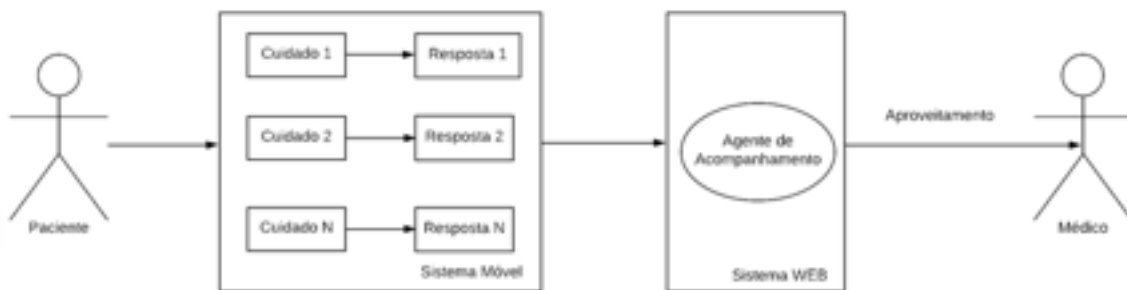 Paciente
Cuidado 1
Resposta 1
Cuidado 2
Resposta 2
Cuidado N
Resposta N
Sistema Móvel
Agente de
Acompanhamento
Sistema WEB
Aproveitamento
Médico